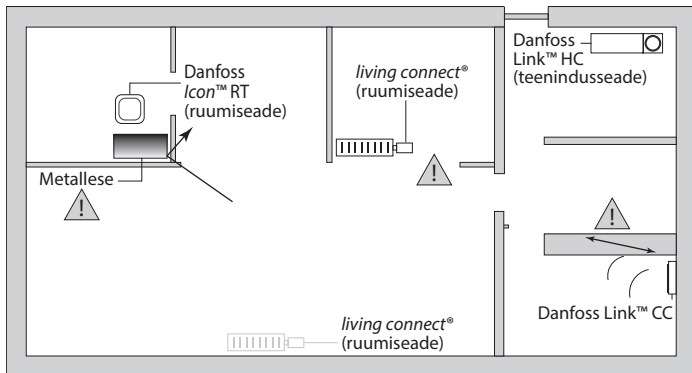 Danfoss
Icon™ RT
(ruumiseade)
living connect®
(ruumiseade)
Danfoss
Link™ HC
(teenindusseade)
Metallese
!
!
!
Danfoss Link™ CC
living connect®
(ruumiseade)